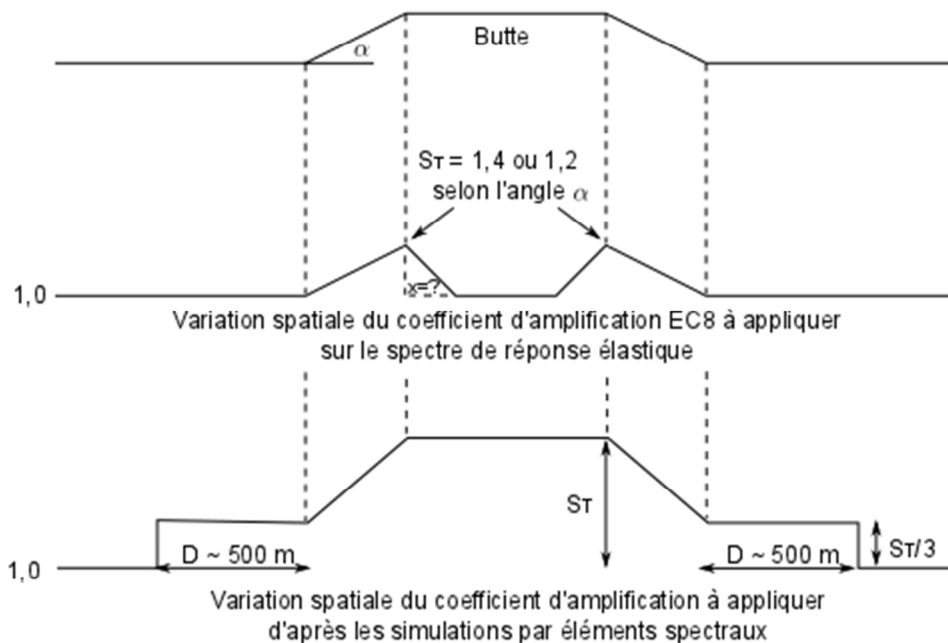 Butte
α
Sт = 1,4 ou 1,2
selon l'angle α
x=?
1,0
Variation spatiale du coefficient d'amplification EC8 à appliquer
sur le spectre de réponse élastique
Sт
D ~ 500 m
D ~ 500 m
Sт/3
1,0
Variation spatiale du coefficient d'amplification à appliquer
d'après les simulations par éléments spectraux